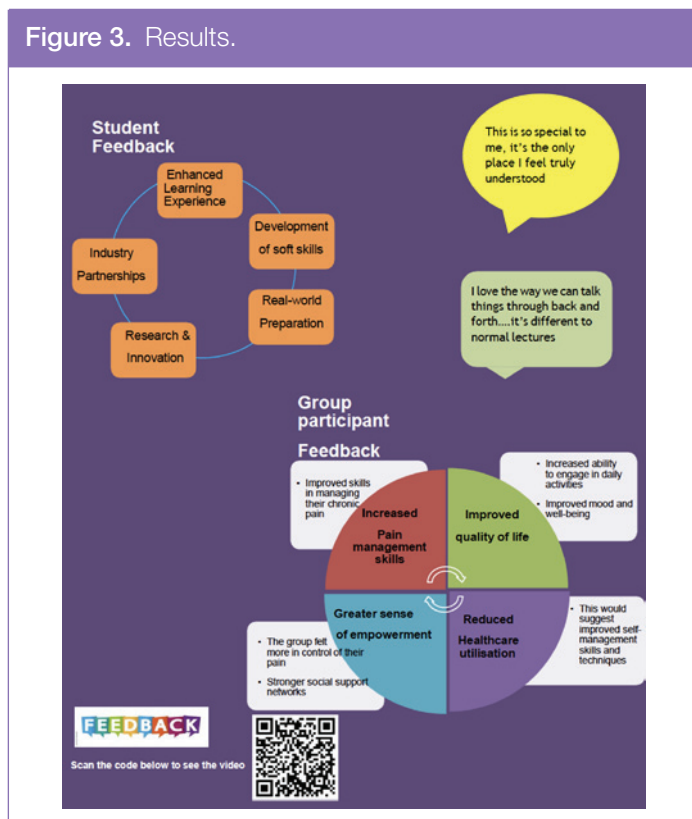 Figure 3. Results.
Student
Feedback
Enhanced
Learning
Experience
Development
of soft skills
Real-world
Preparation
Research &
Innovation
Industry
Partnerships
This is so special to
me, it's the only
place I feel truly
understood
I love the way we can talk
things through back and
forth....it's different to
normal lectures
Group
participant
Feedback
• Improved skills
in managing
their chronic
pain
Increased
Pain
management
skills
Improved
quality of life
• Increased ability
to engage in daily
activities
• Improved mood and
well-being
Greater sense
of empowerment
• The group felt
more in control of their
pain
• Stronger social support
networks
Reduced
Healthcare
utilisation
• This would
suggest
improved self-
management
skills and
techniques
FEEDBACK
Scan the code below to see the video